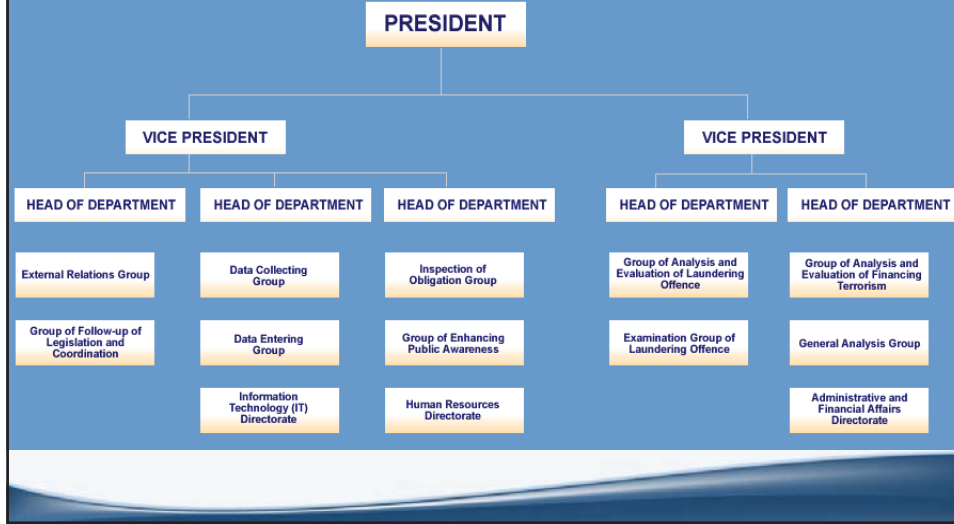 PRESIDENT
VICE PRESIDENT
VICE PRESIDENT
HEAD OF DEPARTMENT
HEAD OF DEPARTMENT
HEAD OF DEPARTMENT
HEAD OF DEPARTMENT
HEAD OF DEPARTMENT
External Relations Group
Data Collecting
Group
Inspection of
Obligation Group
Group of Analysis and
Evaluation of Laundering
Offence
Group of Analysis and
Evaluation of Financing
Terrorism
Group of Follow-up of
Legislation and
Coordination
Data Entering
Group
Group of Enhancing
Public Awareness
Examination Group of
Laundering Offence
General Analysis Group
Information
Technology (IT)
Directorate
Human Resources
Directorate
Administrative and
Financial Affairs
Directorate